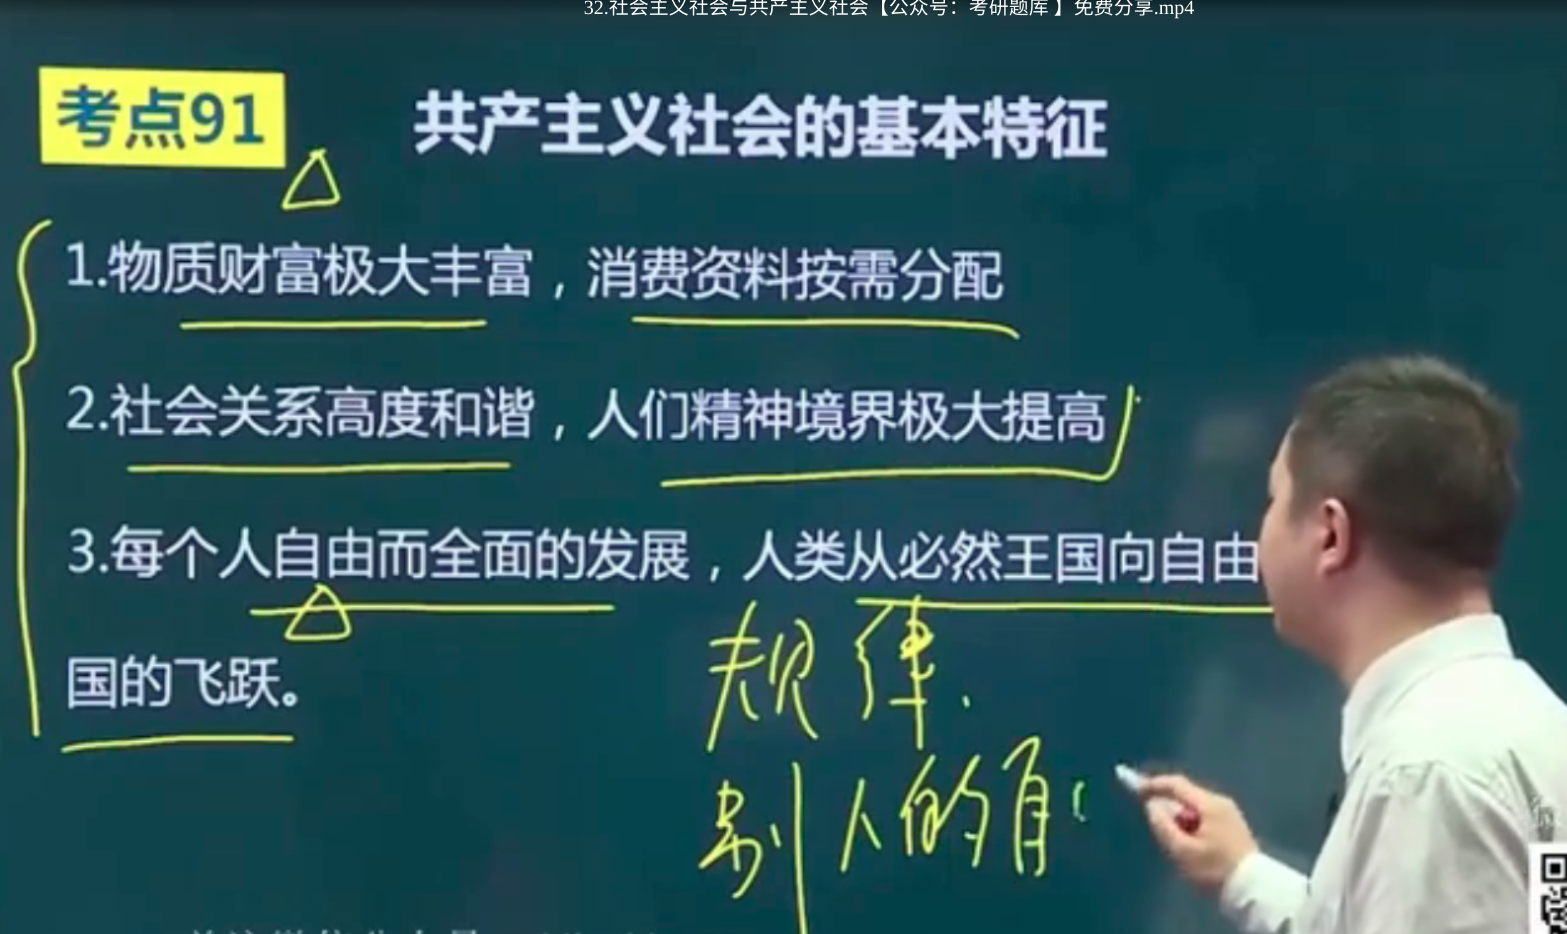 32.社会主义社会与共产主义社会【公众号：考研题库 】免费分享.mp4
考点91
共产主义社会的基本特征
1.物质财富极大丰富，消费资料按需分配
2.社会关系高度和谐，人们精神境界极大提高
3.每个人自由而全面的发展，人类从必然王国向自由
国的飞跃。
规律.
别人的自